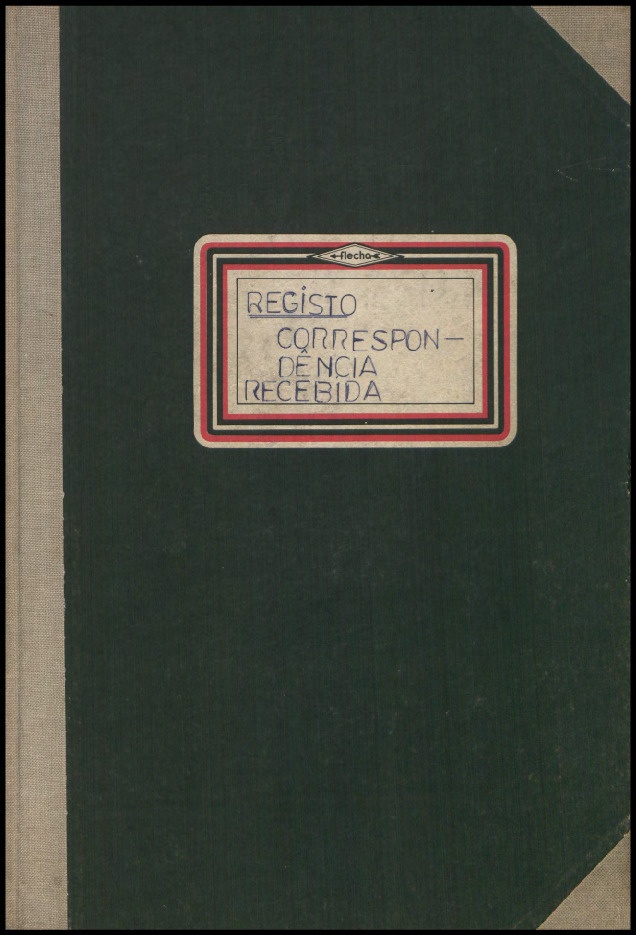 flecha
REGISTO
CORRESPON-
DÊNCIA
RECEBIDA